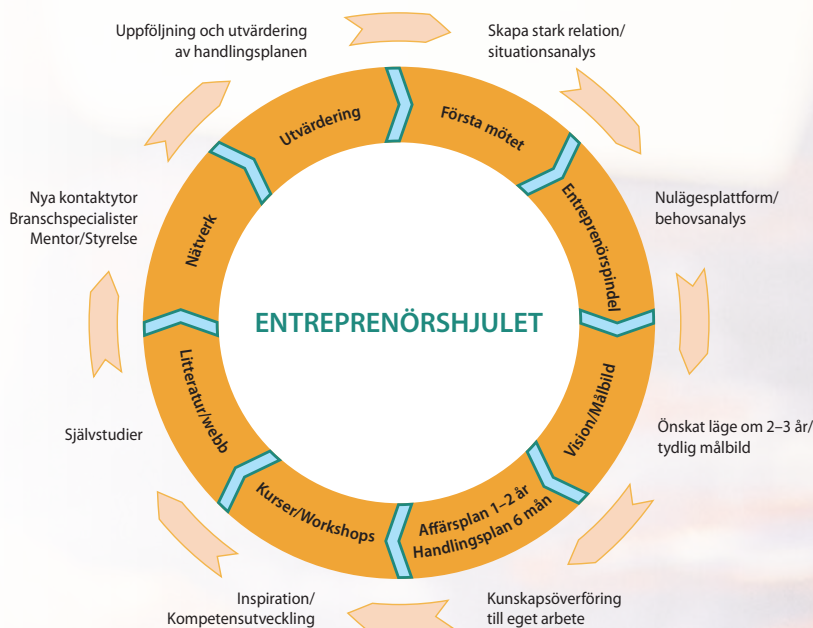 Uppföljning och utvärdering
av handlingsplanen
Skapa stark relation/
situationsanalys
Utvärdering
Första mötet
Nya kontaktytor
Branschspecialister
Mentor/Styrelse
Nätverk
Entreprenörspindel
Nulägesplattform/
behovsanalys
ENTREPRENÖRSHJULET
Självstudier
Litteratur/webb
Vision/Målbild
Önskat läge om 2–3 år/
tydlig målbild
Kurser/Workshops
Affärsplan 1–2 år
Handlingsplan 6 mån
Inspiration/
Kompetensutveckling
Kunskapsöverföring
till eget arbete